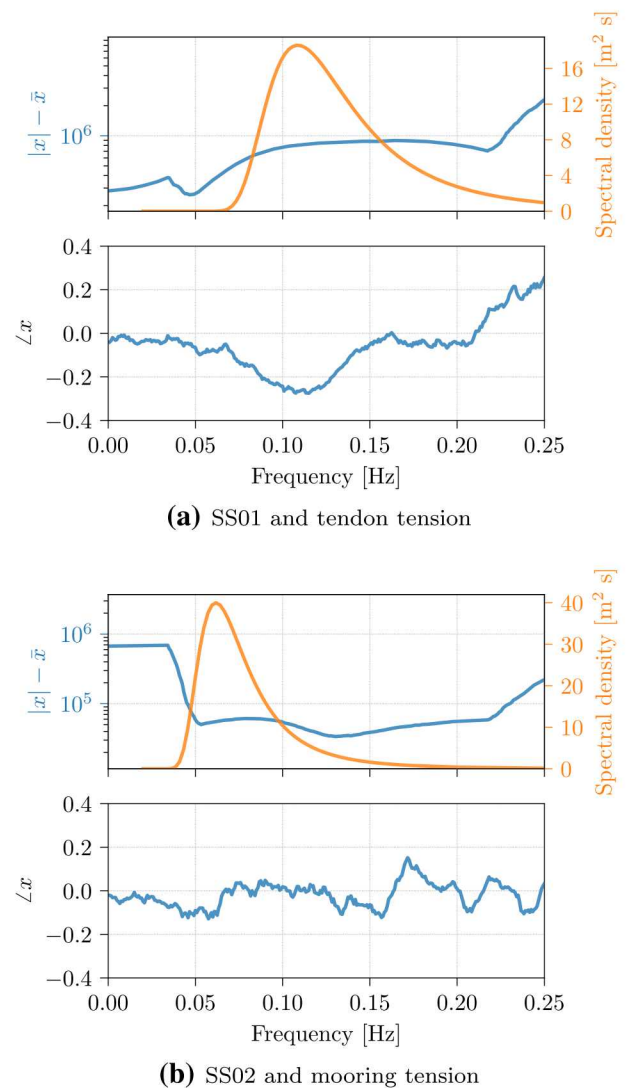 |x| − x̄
10⁶
16
12
8
4
0
Spectral density [m² s]
∠x
0.4
0.2
0.0
−0.2
−0.4
0.00 0.05 0.10 0.15 0.20 0.25
Frequency [Hz]
(a) SS01 and tendon tension
|x| − x̄
10⁶
10⁵
40
30
20
10
0
Spectral density [m² s]
∠x
0.4
0.2
0.0
−0.2
−0.4
0.00 0.05 0.10 0.15 0.20 0.25
Frequency [Hz]
(b) SS02 and mooring tension